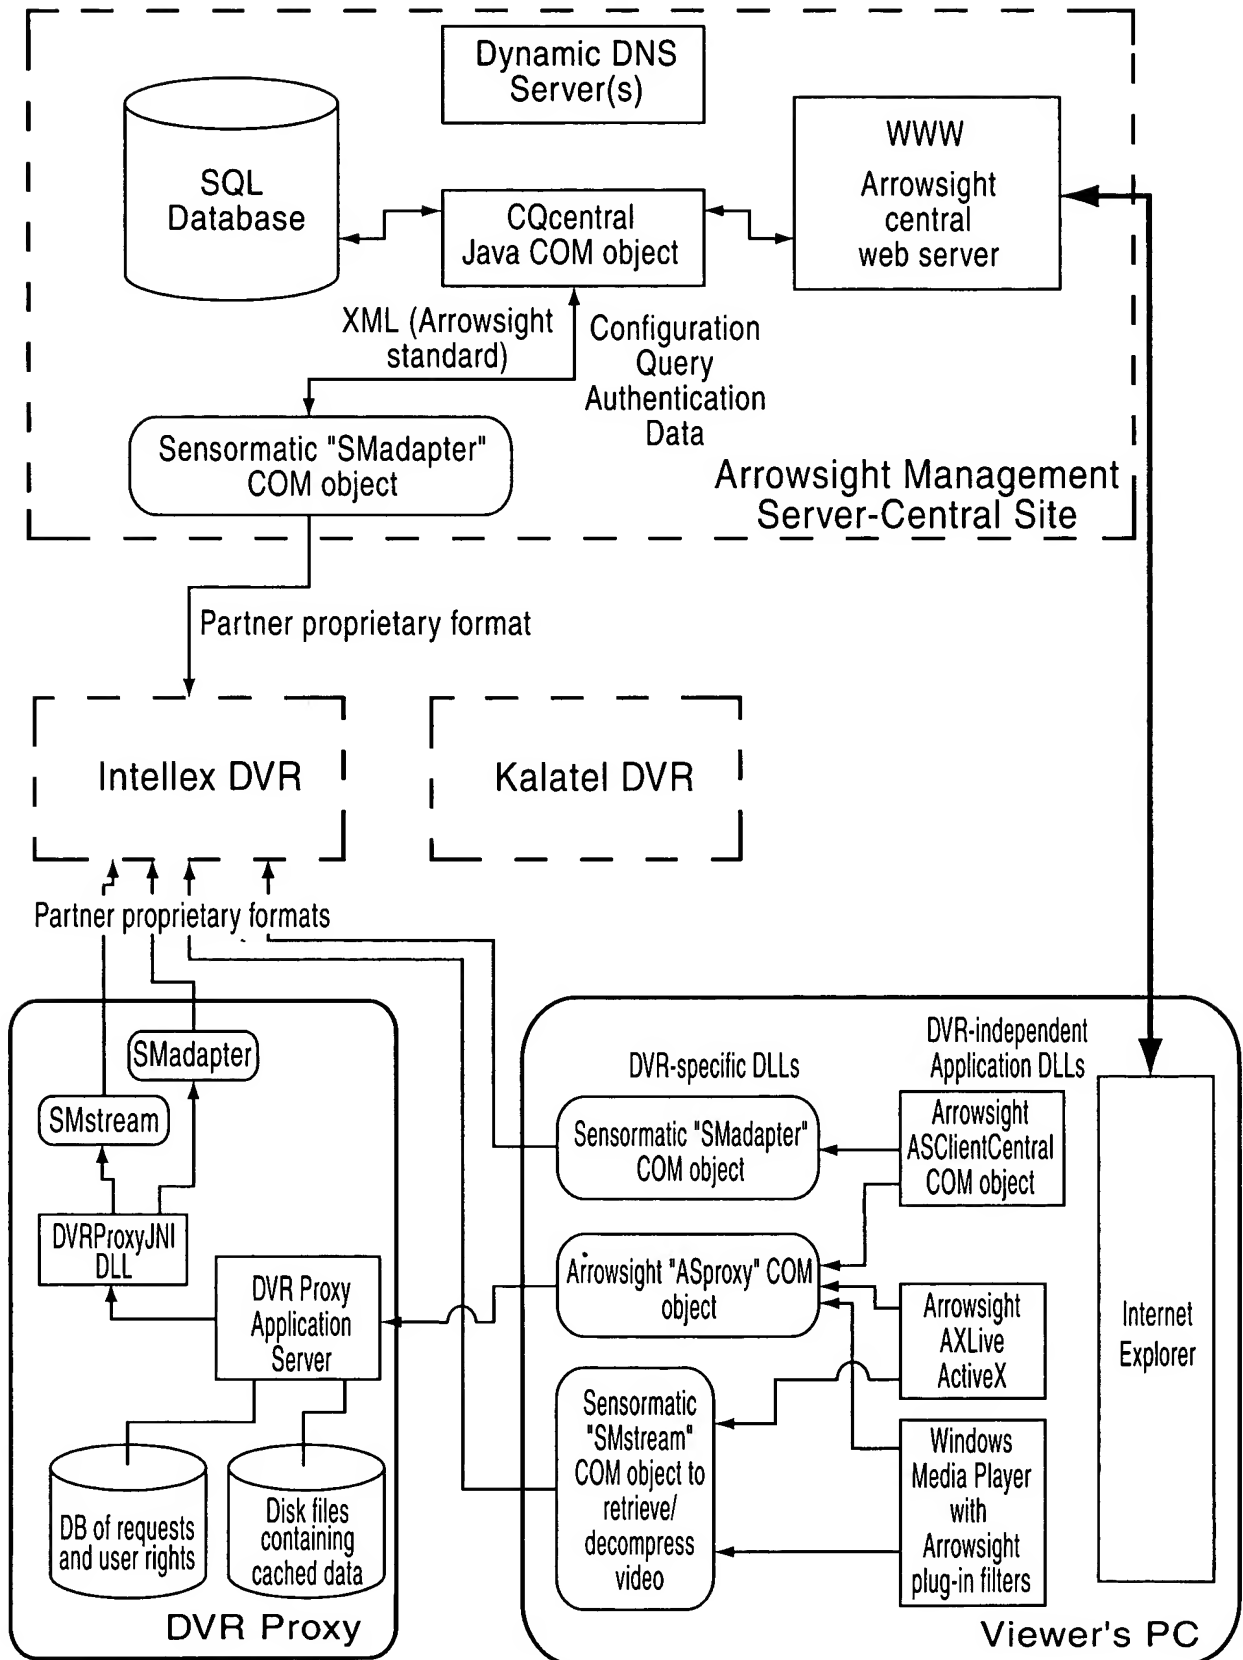 Dynamic DNS
Server(s)
SQL
Database
WWW
Arrowsight
central
web server
CQcentral
Java COM object
XML (Arrowsight
standard)
Configuration
Query
Authentication
Data
Sensormatic "SMadapter"
COM object
Arrowsight Management
Server-Central Site
Partner proprietary format
Intellex DVR
Kalatel DVR
Partner proprietary formats
SMadapter
SMstream
DVRProxyJNI
DLL
DVR Proxy
Application
Server
DB of requests
and user rights
Disk files
containing
cached data
DVR Proxy
DVR-specific DLLs
DVR-independent
Application DLLs
Sensormatic "SMadapter"
COM object
Arrowsight
ASClientCentral
COM object
Arrowsight "ASproxy" COM
object
Arrowsight
AXLive
ActiveX
Internet
Explorer
Sensormatic
"SMstream"
COM object to
retrieve/
decompress
video
Windows
Media Player
with
Arrowsight
plug-in filters
Viewer's PC